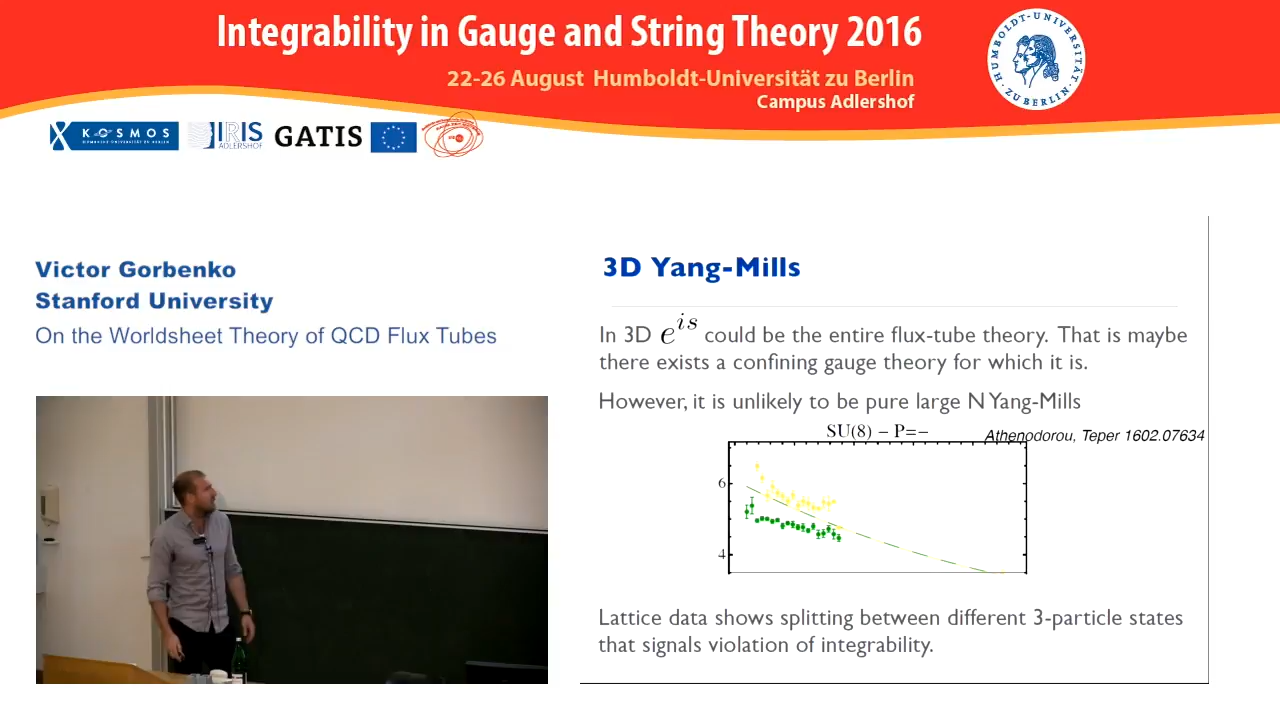 Integrability in Gauge and String Theory 2016
22-26 August Humboldt-Universität zu Berlin
Campus Adlershof
HUMBOLDT-UNIVERSITÄT ZU BERLIN
KOSMOS
IRIS
ADLERSHOF
GATIS
Victor Gorbenko
Stanford University
On the Worldsheet Theory of QCD Flux Tubes
3D Yang-Mills
In 3D e^{is} could be the entire flux-tube theory. That is maybe
there exists a confining gauge theory for which it is.
However, it is unlikely to be pure large N Yang-Mills
SU(8) − P=−
Athenodorou, Teper 1602.07634
6
4
Lattice data shows splitting between different 3-particle states
that signals violation of integrability.